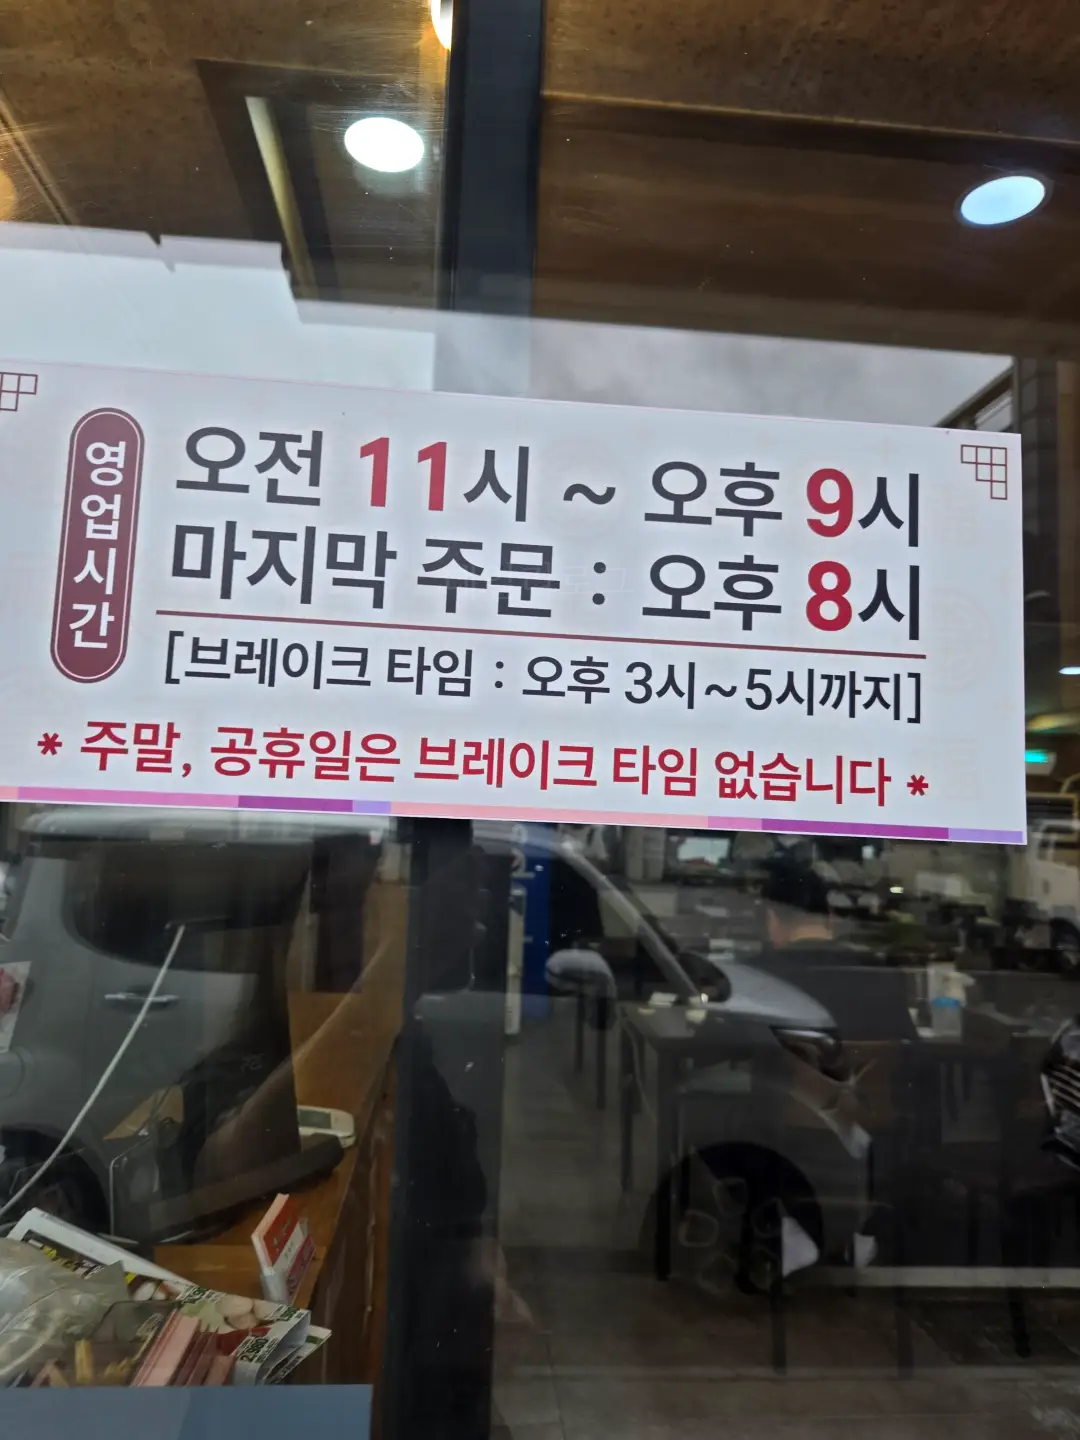 영업시간
오전 11시 ~ 오후 9시
마지막 주문 : 오후 8시
[브레이크 타임 : 오후 3시~5시까지]
* 주말, 공휴일은 브레이크 타임 없습니다 *